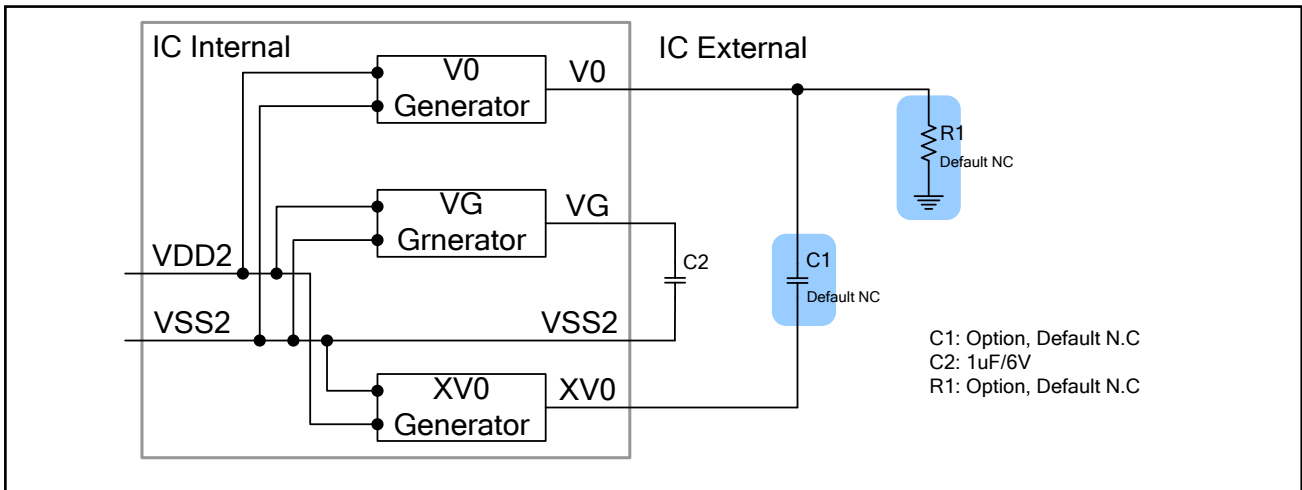 IC Internal
IC External
V0
Generator
V0
R1
Default NC
VG
Grnerator
VG
VDD2
C2
C1
Default NC
VSS2
VSS2
C1: Option, Default N.C
C2: 1uF/6V
R1: Option, Default N.C
XV0
Generator
XV0